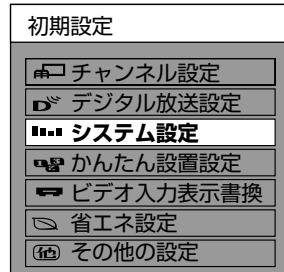 初期設定
チャンネル設定
デジタル放送設定
システム設定
かんたん設置設定
ビデオ入力表示書換
省エネ設定
その他の設定